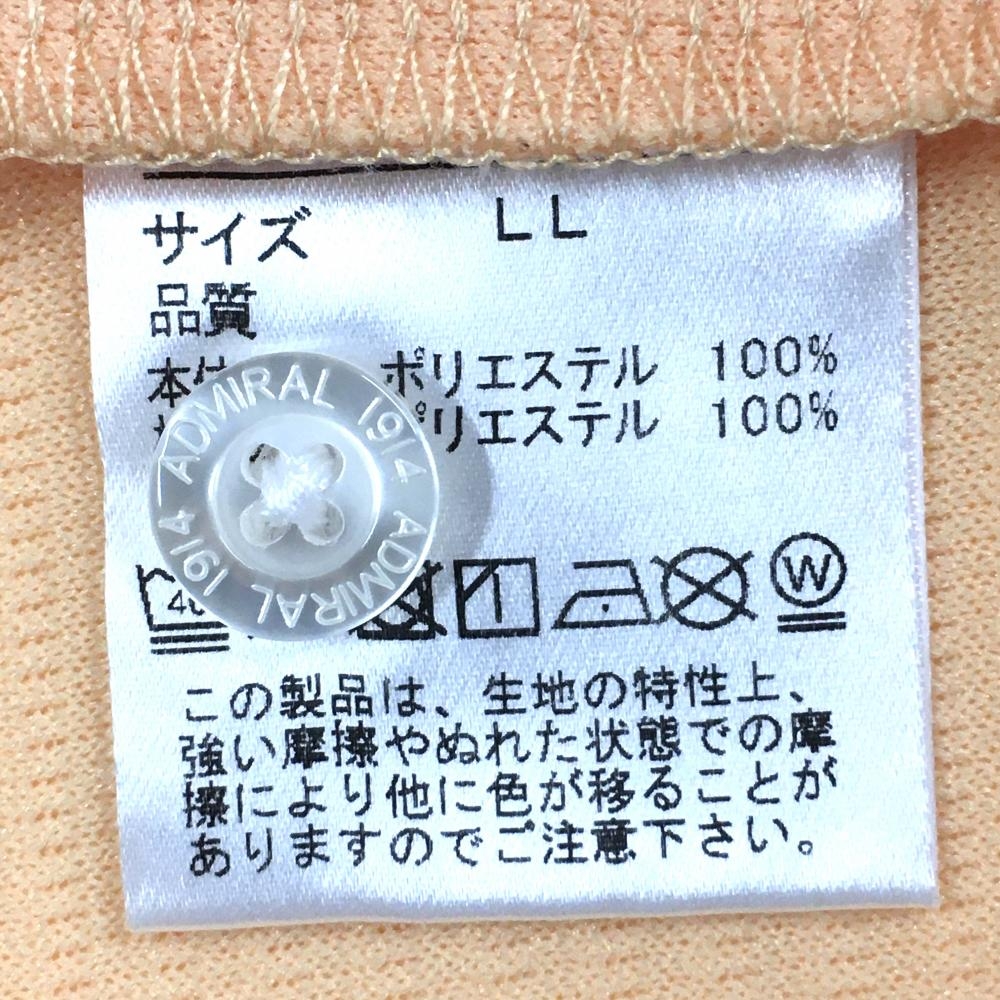 サイズ LL
品質
本体 ポリエステル 100%
ポリエステル 100%
ADMIRAL 1914 ADMIRAL 1914
40
W
この製品は、生地の特性上、
強い摩擦やぬれた状態での摩
擦により他に色が移ることが
ありますのでご注意下さい。